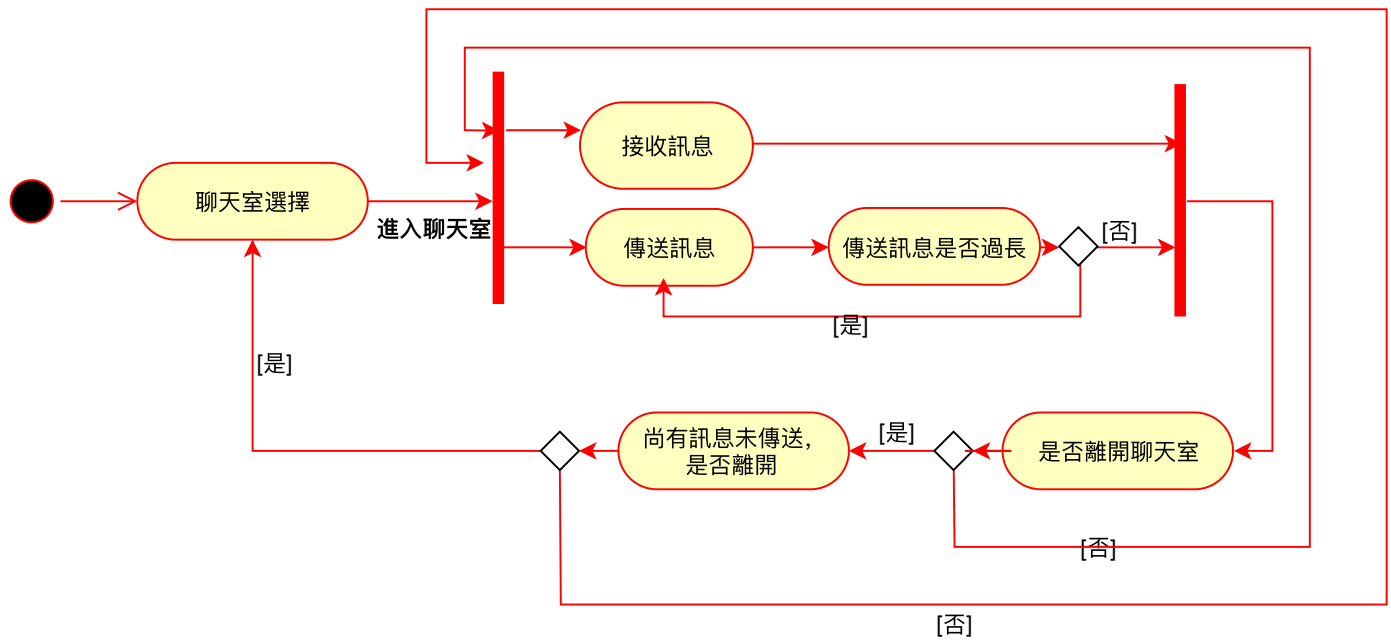 接收訊息
聊天室選擇
進入聊天室
傳送訊息
傳送訊息是否過長
[否]
[是]
[是]
尚有訊息未傳送,
是否離開
[是]
是否離開聊天室
[否]
[否]